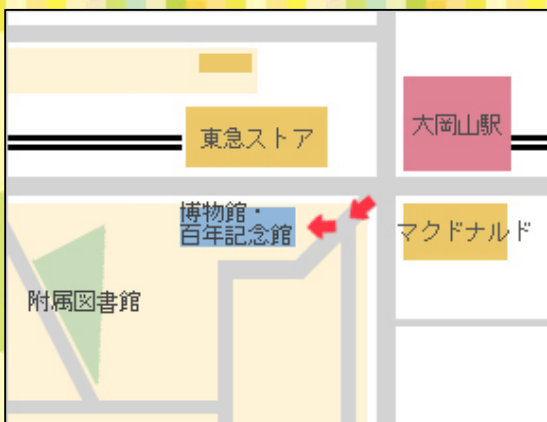 東急ストア
大岡山駅
博物館・
百年記念館
マクドナルド
附属図書館